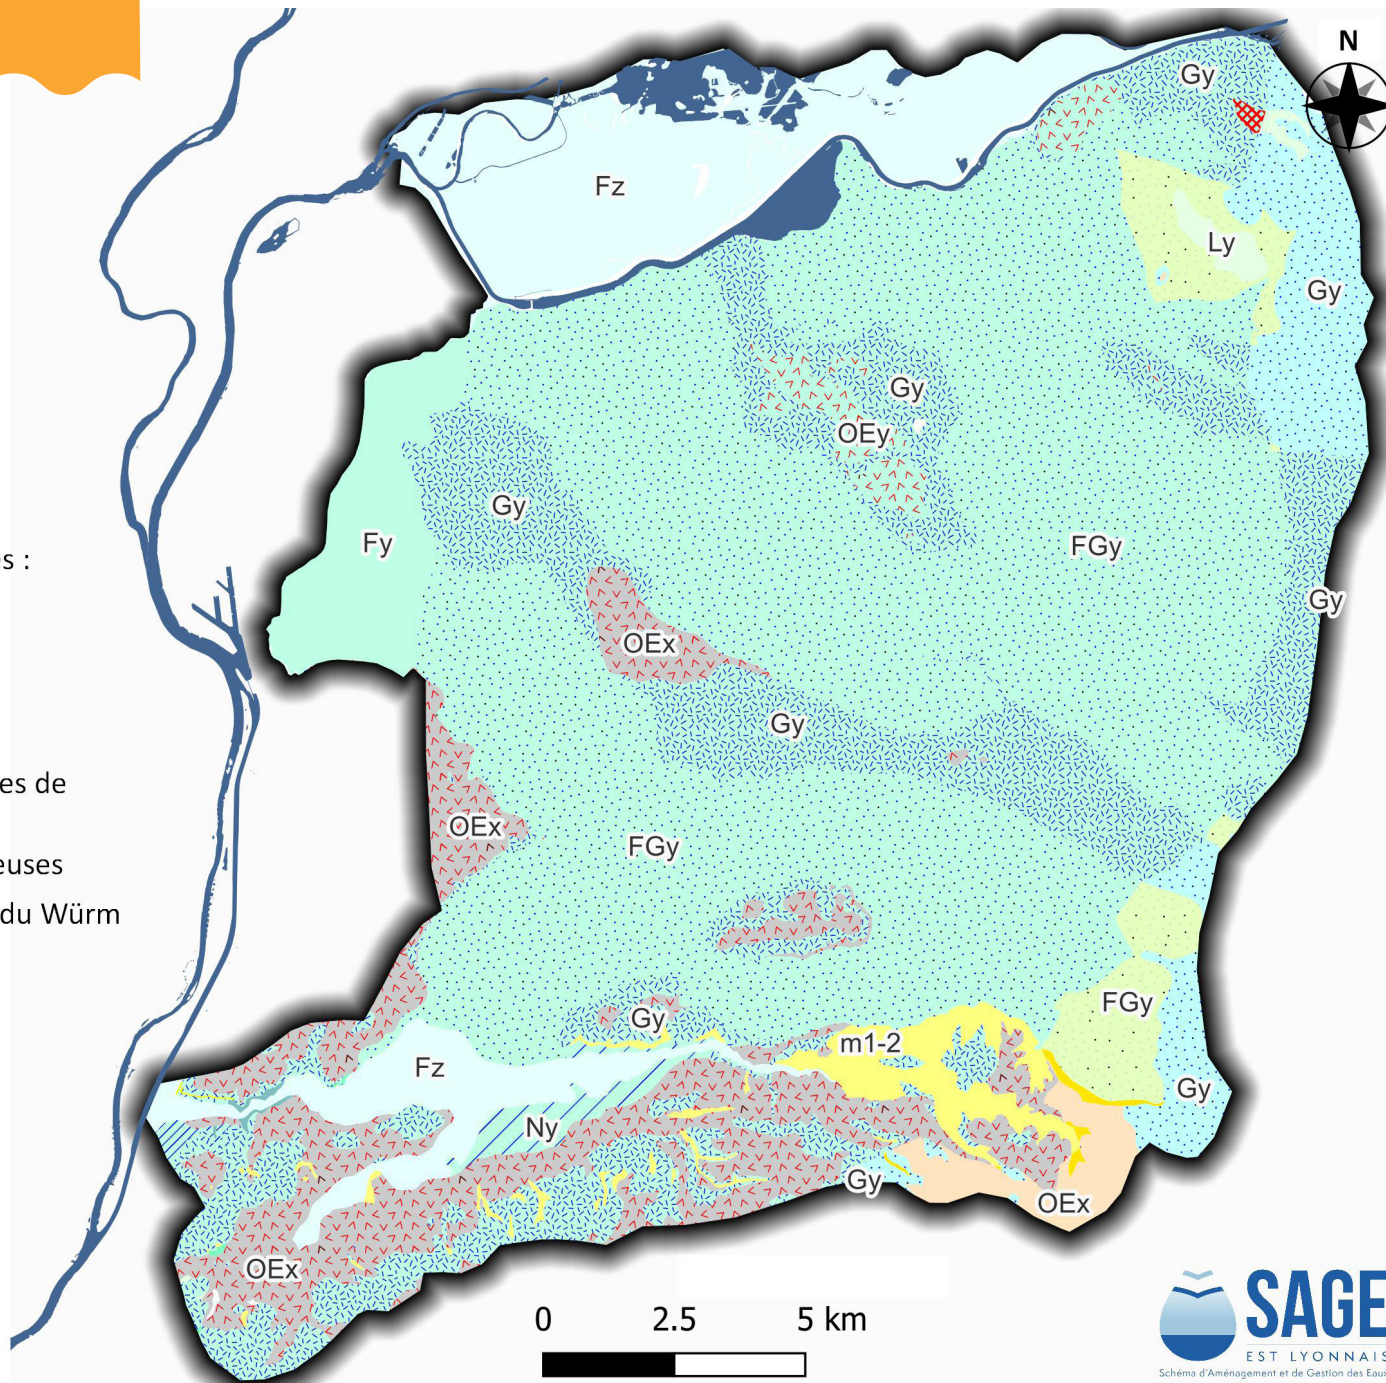 N
Gy
Fz
Ly
Gy
Gy
OEy
Gy
Fy
FGy
Gy
OEx
Gy
OEx
FGy
s :
es de
euses
du Würm
FGy
Gy
m1-2
Fz
Gy
Ny
Gy
OEx
OEx
0 2.5 5 km
SAGE
EST LYONNAIS
Schéma d'Aménagement et de Gestion des Eaux